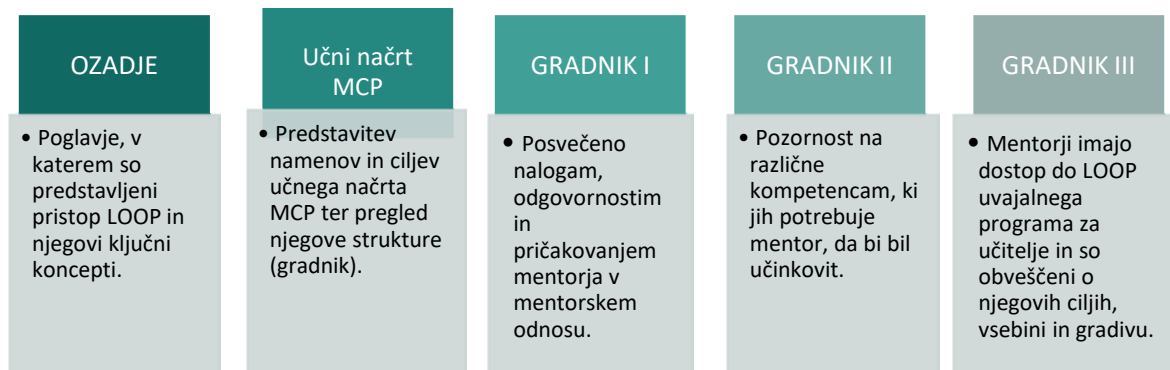 OZADJE
• Poglavje, v
katerem so
predstavljeni
pristop LOOP in
njegovi ključni
koncepti.
Učni načrt
MCP
• Predstavitev
namenov in ciljev
učnega načrta
MCP ter pregled
njegove strukture
(gradnik).
GRADNIK I
• Posvečeno
nalogam,
odgovornostim
in
pričakovanjem
mentorja v
mentorskem
odnosu.
GRADNIK II
• Pozornost na
različne
kompetencam, ki
jih potrebuje
mentor, da bi bil
učinkovit.
GRADNIK III
• Mentorji imajo
dostop do LOOP
uvajalnega
programa za
učitelje in so
obveščeni o
njegovih ciljih,
vsebini in gradivu.